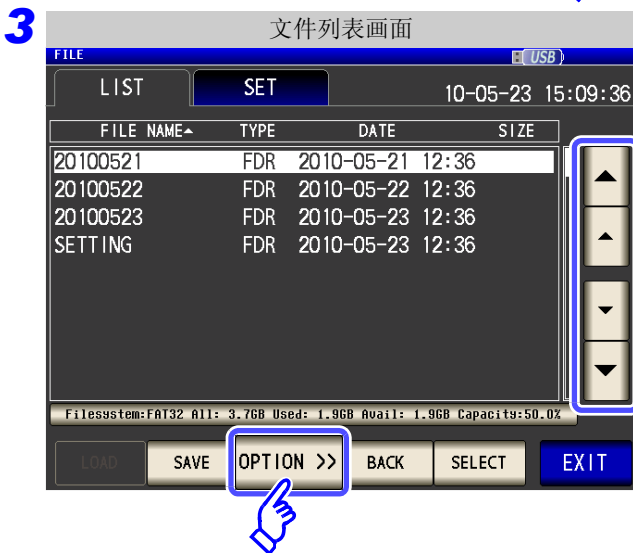 3
文件列表画面
FILE USB
LIST SET 10-05-23 15:09:36
FILE NAME▲ TYPE DATE SIZE
20100521 FDR 2010-05-21 12:36
20100522 FDR 2010-05-22 12:36
20100523 FDR 2010-05-23 12:36
SETTING FDR 2010-05-23 12:36
Filesystem:FAT32 All: 3.7GB Used: 1.9GB Avail: 1.9GB Capacity:50.0%
LOAD SAVE OPTION >> BACK SELECT EXIT